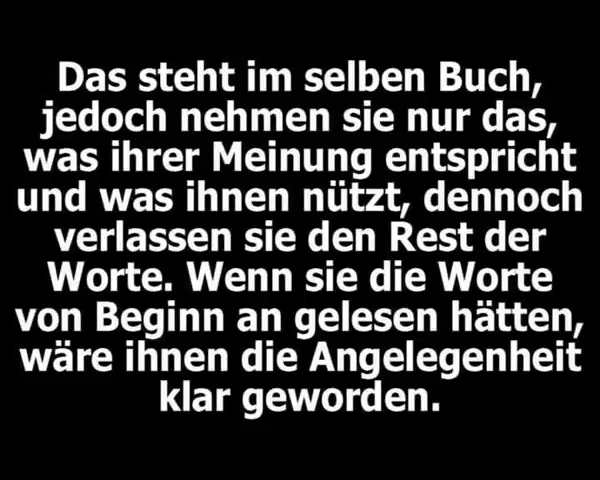 Das steht im selben Buch,
jedoch nehmen sie nur das,
was ihrer Meinung entspricht
und was ihnen nützt, dennoch
verlassen sie den Rest der
Worte. Wenn sie die Worte
von Beginn an gelesen hätten,
wäre ihnen die Angelegenheit
klar geworden.